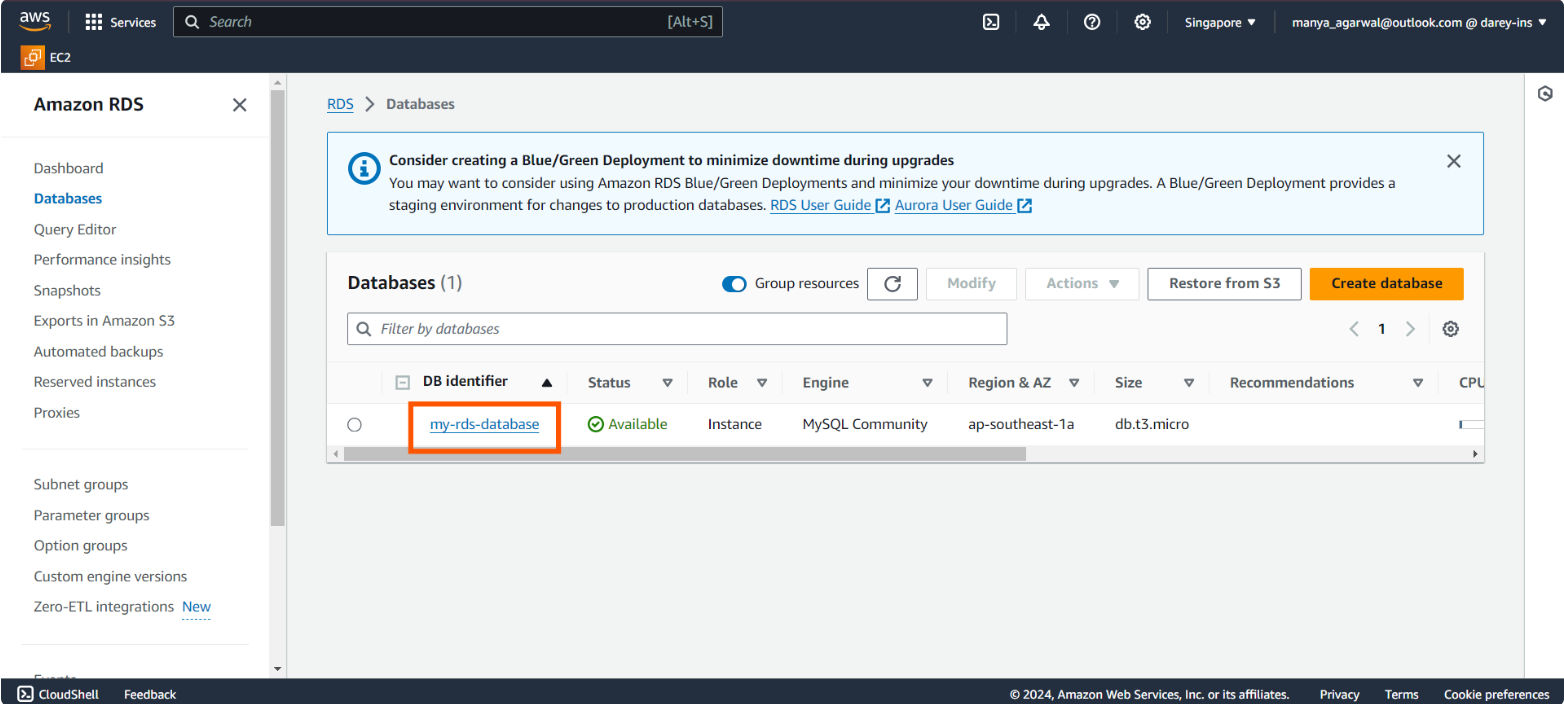 aws
Services
Search
[Alt+S]
Singapore
manya_agarwal@outlook.com @ darey-ins
EC2
Amazon RDS
Dashboard
Databases
Query Editor
Performance insights
Snapshots
Exports in Amazon S3
Automated backups
Reserved instances
Proxies
Subnet groups
Parameter groups
Option groups
Custom engine versions
Zero-ETL integrations New
Events
RDS > Databases
Consider creating a Blue/Green Deployment to minimize downtime during upgrades
You may want to consider using Amazon RDS Blue/Green Deployments and minimize your downtime during upgrades. A Blue/Green Deployment provides a
staging environment for changes to production databases. RDS User Guide Aurora User Guide
Databases (1)
Group resources
Modify
Actions
Restore from S3
Create database
Filter by databases
1
DB identifier Status Role Engine Region & AZ Size Recommendations CPU
my-rds-database Available Instance MySQL Community ap-southeast-1a db.t3.micro
CloudShell
Feedback
© 2024, Amazon Web Services, Inc. or its affiliates.
Privacy
Terms
Cookie preferences